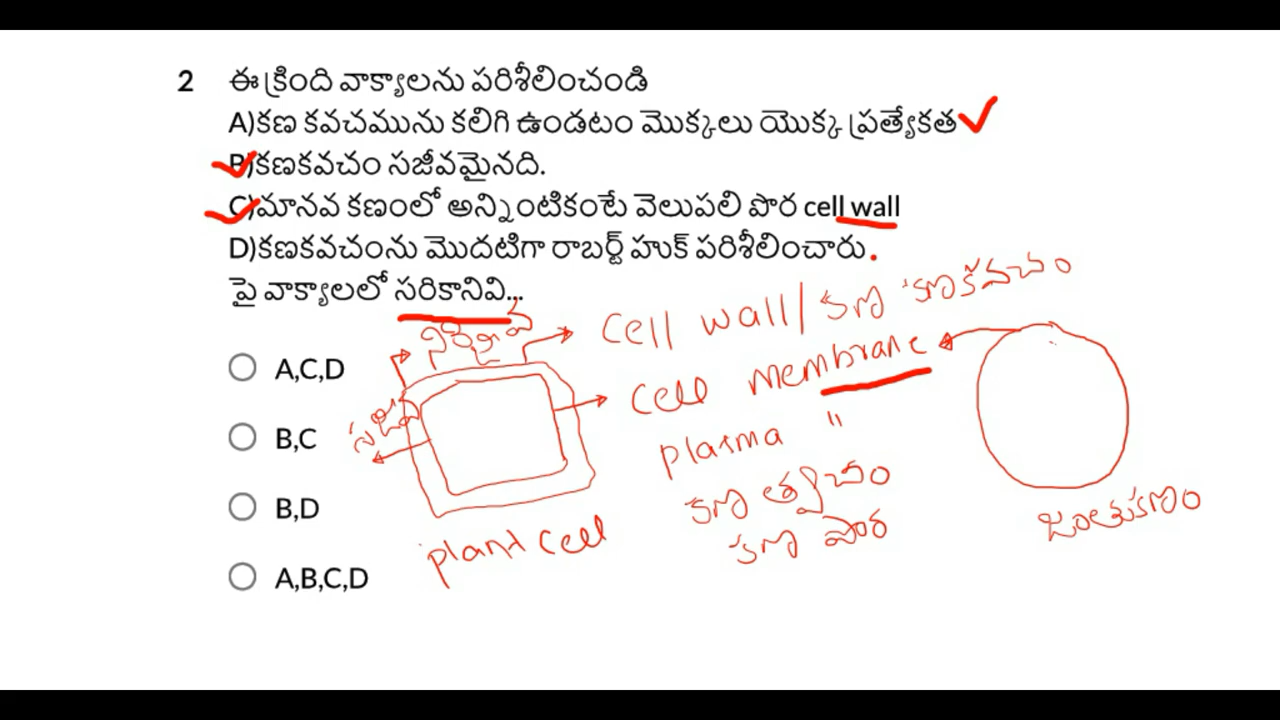 2 ఈ క్రింది వాక్యాలను పరిశీలించండి
A)కణ కవచమును కలిగి ఉండటం మొక్కలు యొక్క ప్రత్యేకత
B)కణకవచం సజీవమైనది.
C)మానవ కణంలో అన్నింటికంటే వెలుపలి పొర cell wall
D)కణకవచంను మొదటిగా రాబర్ట్ హుక్ పరిశీలించారు.
పై వాక్యాలలో సరికానివి...
A,C,D
B,C
B,D
A,B,C,D
నిర్జీవ
cell wall/కణ కణకవచం
cell membrane
సజీవ
plasma "
కణ త్వచం
కణ పొర
plant cell
జంతుకణం